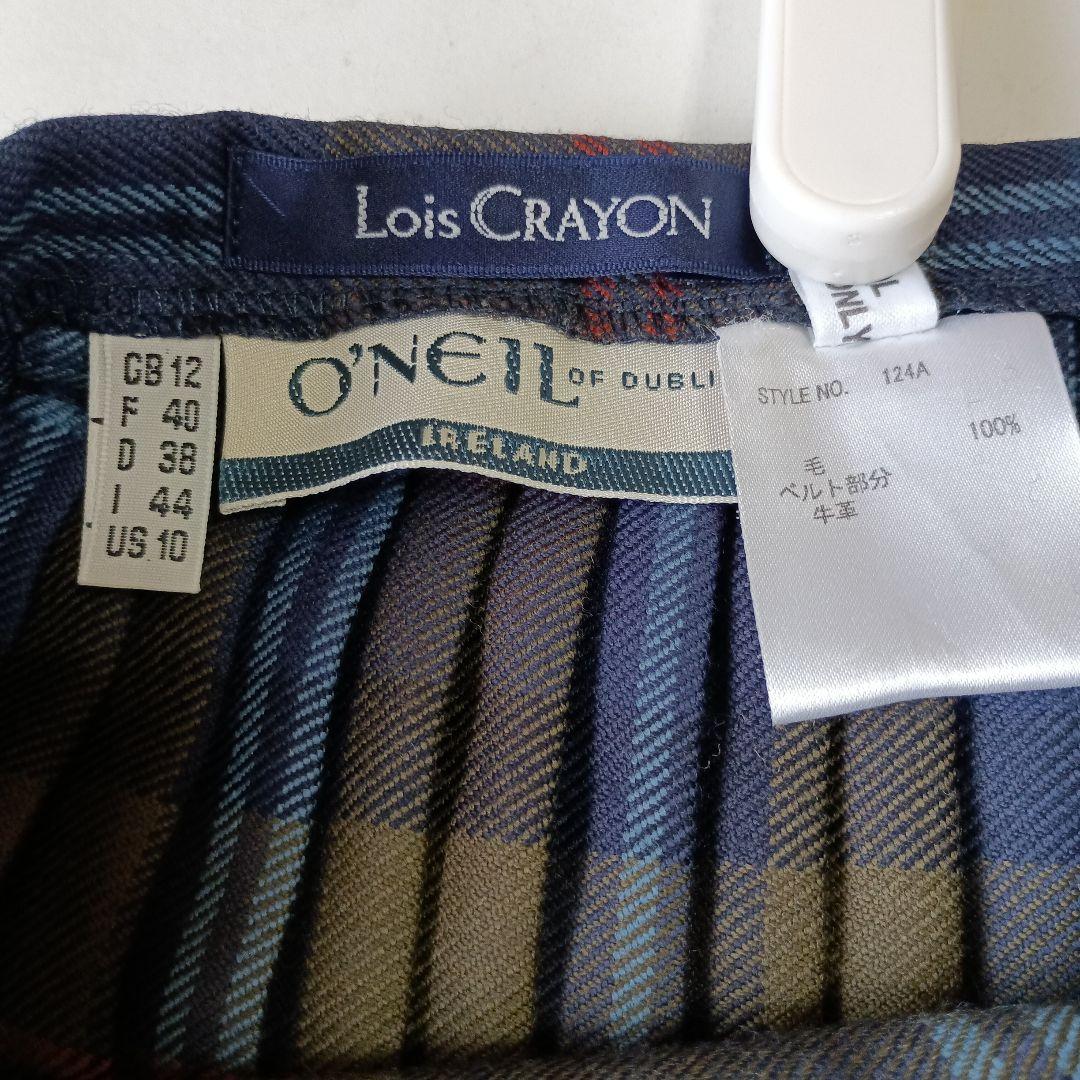 Lois CRAYON
O'NEIL OF DUBLI
IRELAND
GB 12
F 40
D 38
I 44
US 10
ONLY
STYLE NO. 124A
100%
毛
ベルト部分
牛革